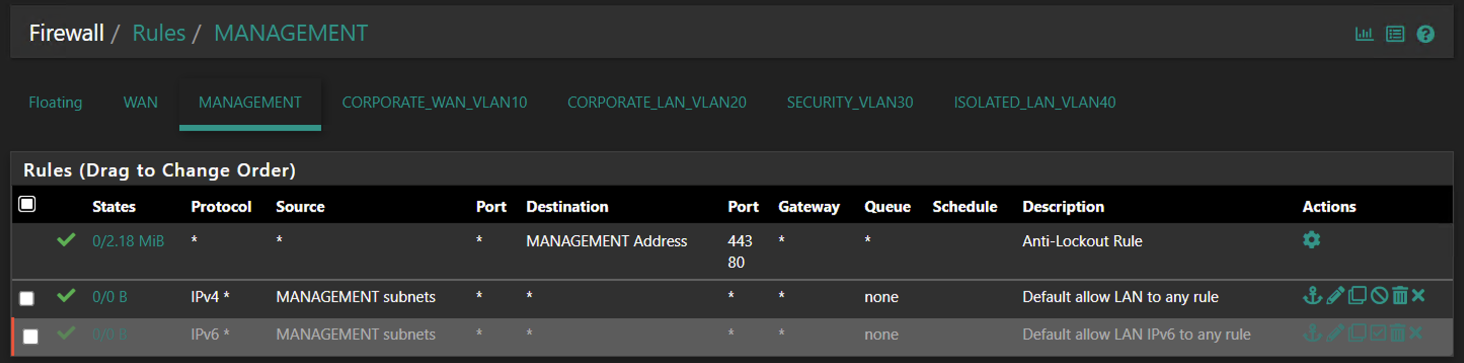 Firewall / Rules / MANAGEMENT
Floating WAN MANAGEMENT CORPORATE_WAN_VLAN10 CORPORATE_LAN_VLAN20 SECURITY_VLAN30 ISOLATED_LAN_VLAN40
Rules (Drag to Change Order)
States Protocol Source Port Destination Port Gateway Queue Schedule Description Actions
0/2.18 MiB * * * MANAGEMENT Address 443 * * Anti-Lockout Rule
80
0/0 B IPv4 * MANAGEMENT subnets * * * * none Default allow LAN to any rule
0/0 B IPv6 * MANAGEMENT subnets * * * * none Default allow LAN IPv6 to any rule